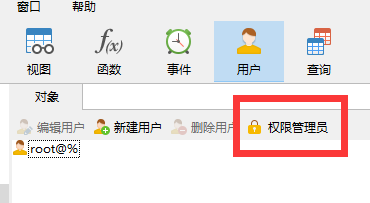 窗口 帮助
视图 函数 事件 用户 查询
f(x)
对象
编辑用户 新建用户 删除用户 权限管理员
root@%